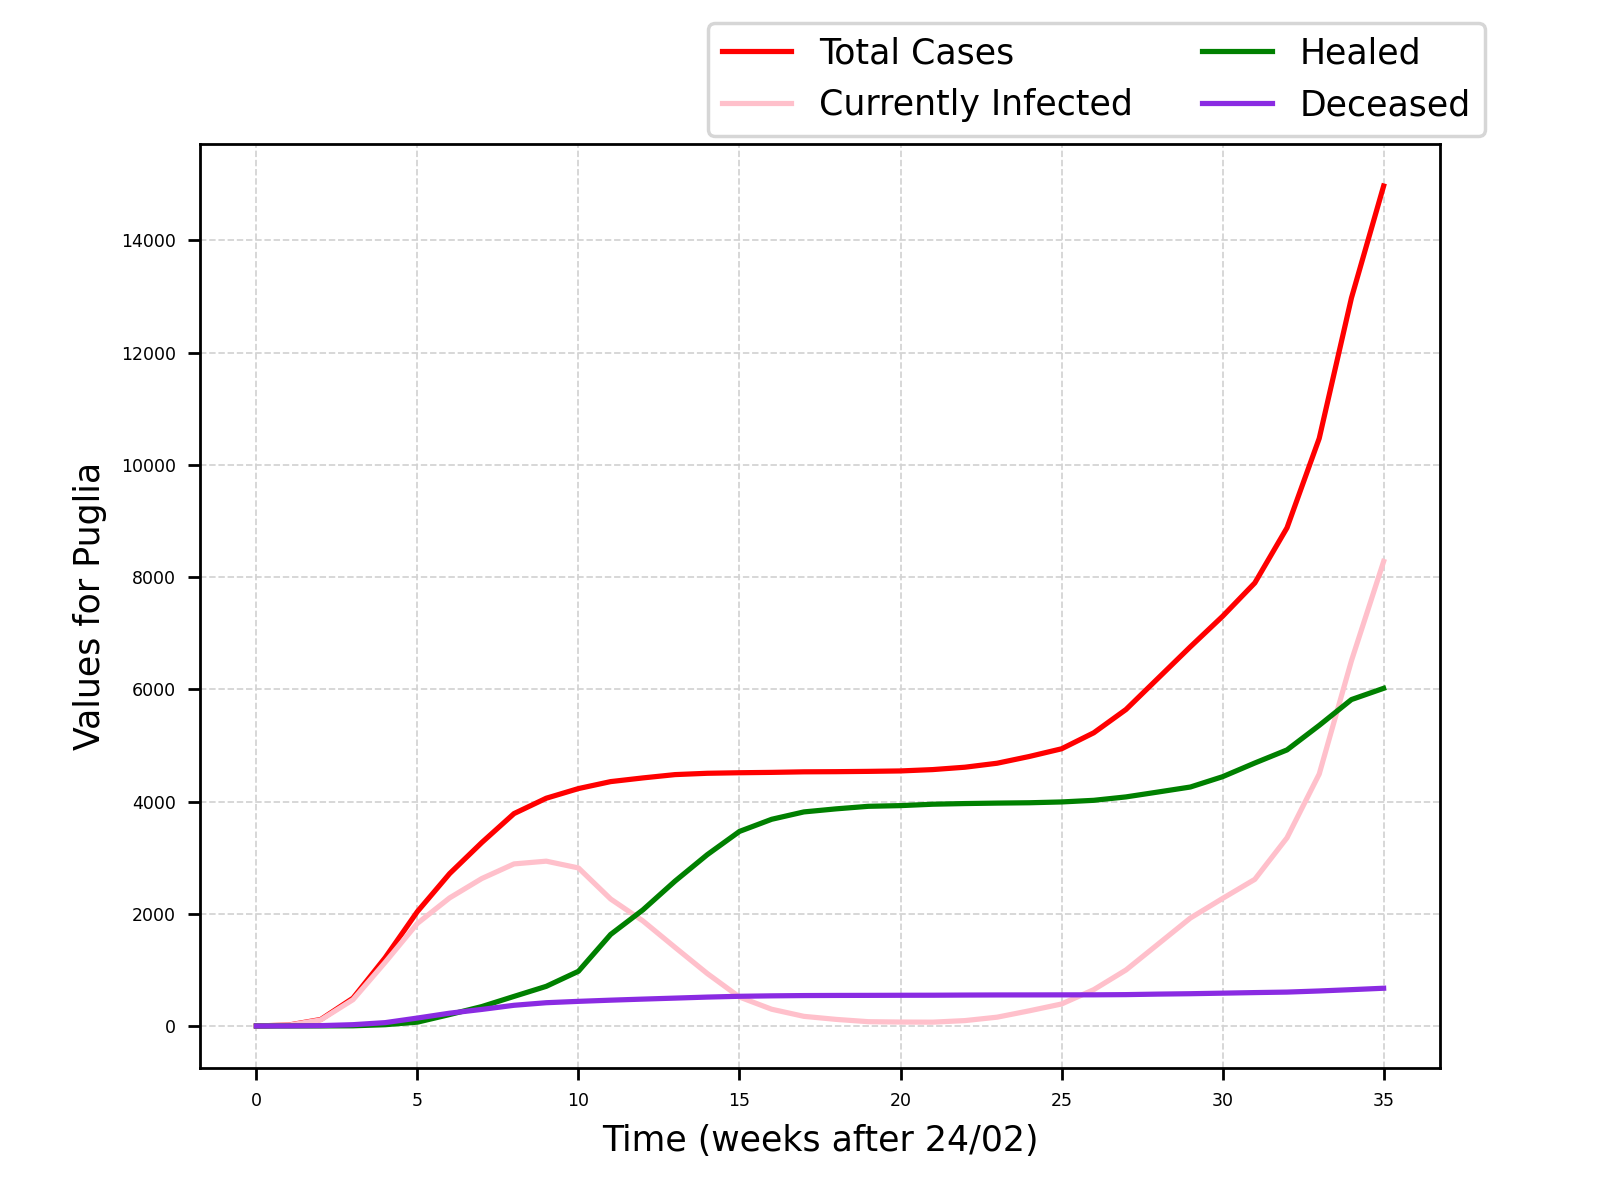 Total Cases
Currently Infected
Healed
Deceased
Values for Puglia
14000
12000
10000
8000
6000
4000
2000
0
0 5 10 15 20 25 30 35
Time (weeks after 24/02)